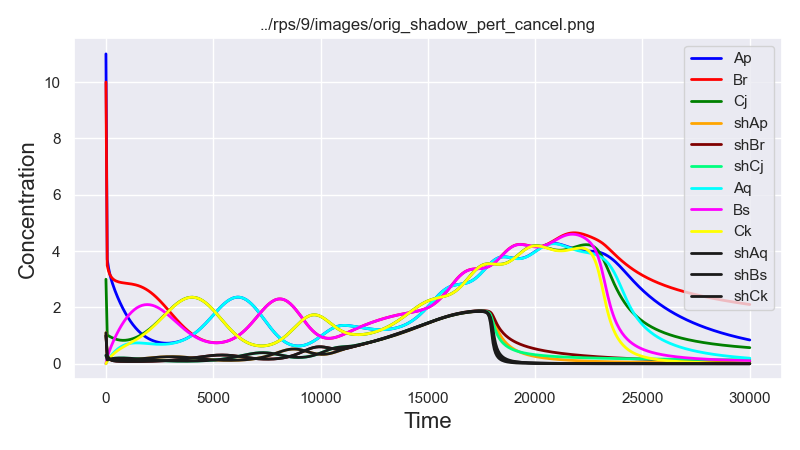 ../rps/9/images/orig_shadow_pert_cancel.png
Concentration
10
8
6
4
2
0
0
5000
10000
15000
20000
25000
30000
Time
Ap
Br
Cj
shAp
shBr
shCj
Aq
Bs
Ck
shAq
shBs
shCk